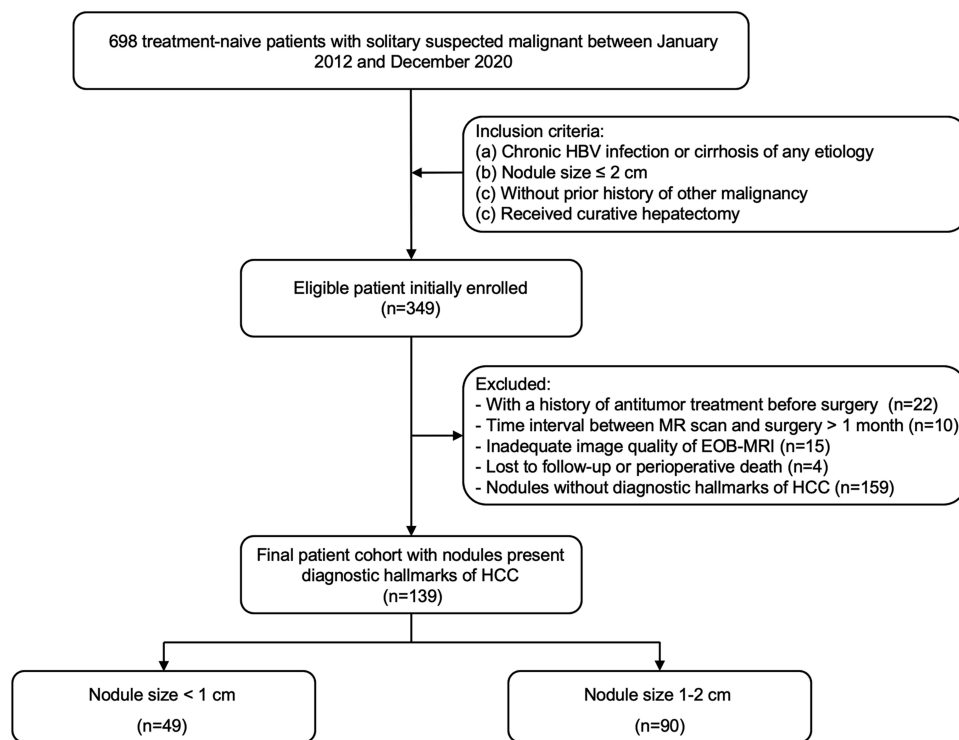 698 treatment-naive patients with solitary suspected malignant between January
2012 and December 2020
Inclusion criteria:
(a) Chronic HBV infection or cirrhosis of any etiology
(b) Nodule size ≤ 2 cm
(c) Without prior history of other malignancy
(c) Received curative hepatectomy
Eligible patient initially enrolled
(n=349)
Excluded:
- With a history of antitumor treatment before surgery (n=22)
- Time interval between MR scan and surgery > 1 month (n=10)
- Inadequate image quality of EOB-MRI (n=15)
- Lost to follow-up or perioperative death (n=4)
- Nodules without diagnostic hallmarks of HCC (n=159)
Final patient cohort with nodules present
diagnostic hallmarks of HCC
(n=139)
Nodule size < 1 cm
(n=49)
Nodule size 1-2 cm
(n=90)